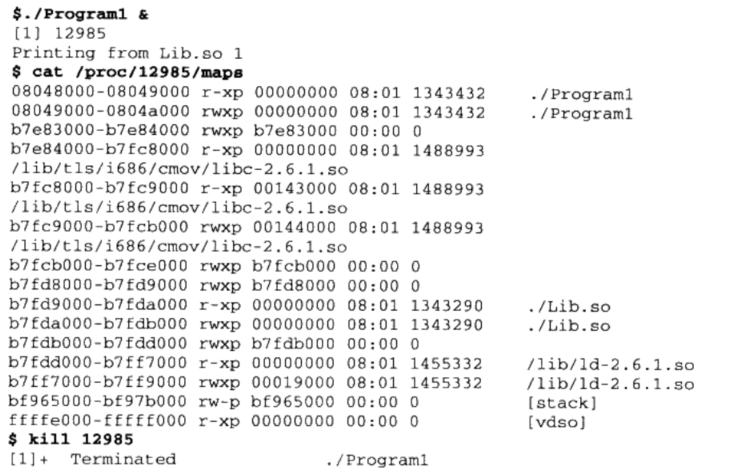 $./Program1 &
[1] 12985
Printing from Lib.so 1
$ cat /proc/12985/maps
08048000-08049000 r-xp 00000000 08:01 1343432 ./Program1
08049000-0804a000 rwxp 00000000 08:01 1343432 ./Program1
b7e83000-b7e84000 rwxp b7e83000 00:00 0
b7e84000-b7fc8000 r-xp 00000000 08:01 1488993
/lib/tls/i686/cmov/libc-2.6.1.so
b7fc8000-b7fc9000 r-xp 00143000 08:01 1488993
/lib/tls/i686/cmov/libc-2.6.1.so
b7fc9000-b7fcb000 rwxp 00144000 08:01 1488993
/lib/tls/i686/cmov/libc-2.6.1.so
b7fcb000-b7fce000 rwxp b7fcb000 00:00 0
b7fd8000-b7fd9000 rwxp b7fd8000 00:00 0
b7fd9000-b7fda000 r-xp 00000000 08:01 1343290 ./Lib.so
b7fda000-b7fdb000 rwxp 00000000 08:01 1343290 ./Lib.so
b7fdb000-b7fdd000 rwxp b7fdb000 00:00 0
b7fdd000-b7ff7000 r-xp 00000000 08:01 1455332 /lib/ld-2.6.1.so
b7ff7000-b7ff9000 rwxp 00019000 08:01 1455332 /lib/ld-2.6.1.so
bf965000-bf97b000 rw-p bf965000 00:00 0 [stack]
ffffe000-fffff000 r-xp 00000000 00:00 0 [vdso]
$ kill 12985
[1]+ Terminated ./Program1